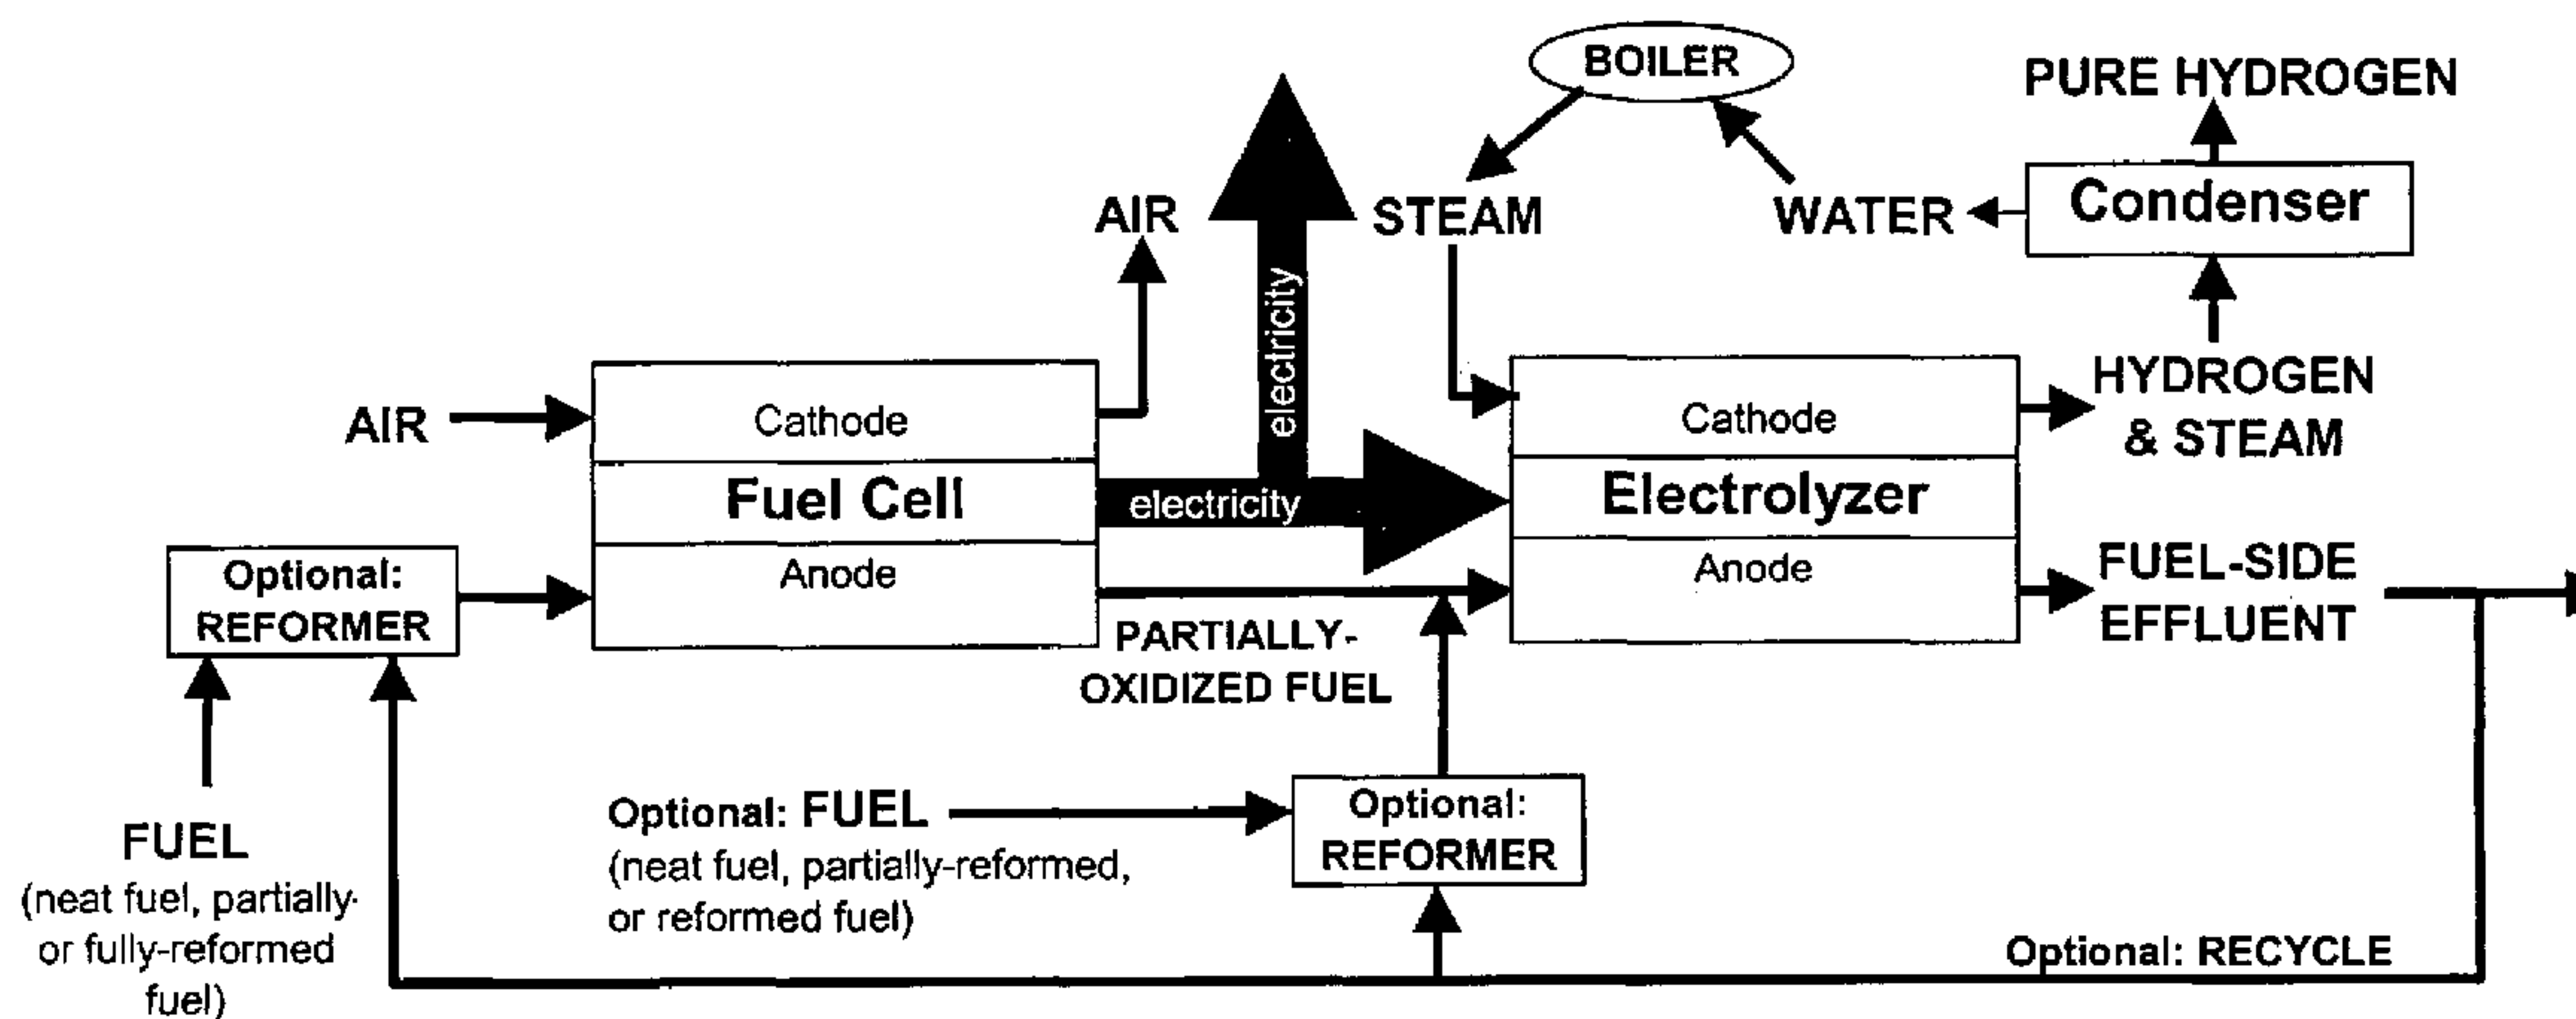 BOILER
PURE HYDROGEN
AIR
STEAM
WATER
Condenser
electricity
HYDROGEN
& STEAM
AIR
Cathode
Fuel Cell
Anode
electricity
Cathode
Electrolyzer
Anode
FUEL-SIDE
EFFLUENT
Optional:
REFORMER
PARTIALLY-
OXIDIZED FUEL
FUEL
(neat fuel, partially-
or fully-reformed
fuel)
Optional: FUEL
(neat fuel, partially-reformed,
or reformed fuel)
Optional:
REFORMER
Optional: RECYCLE